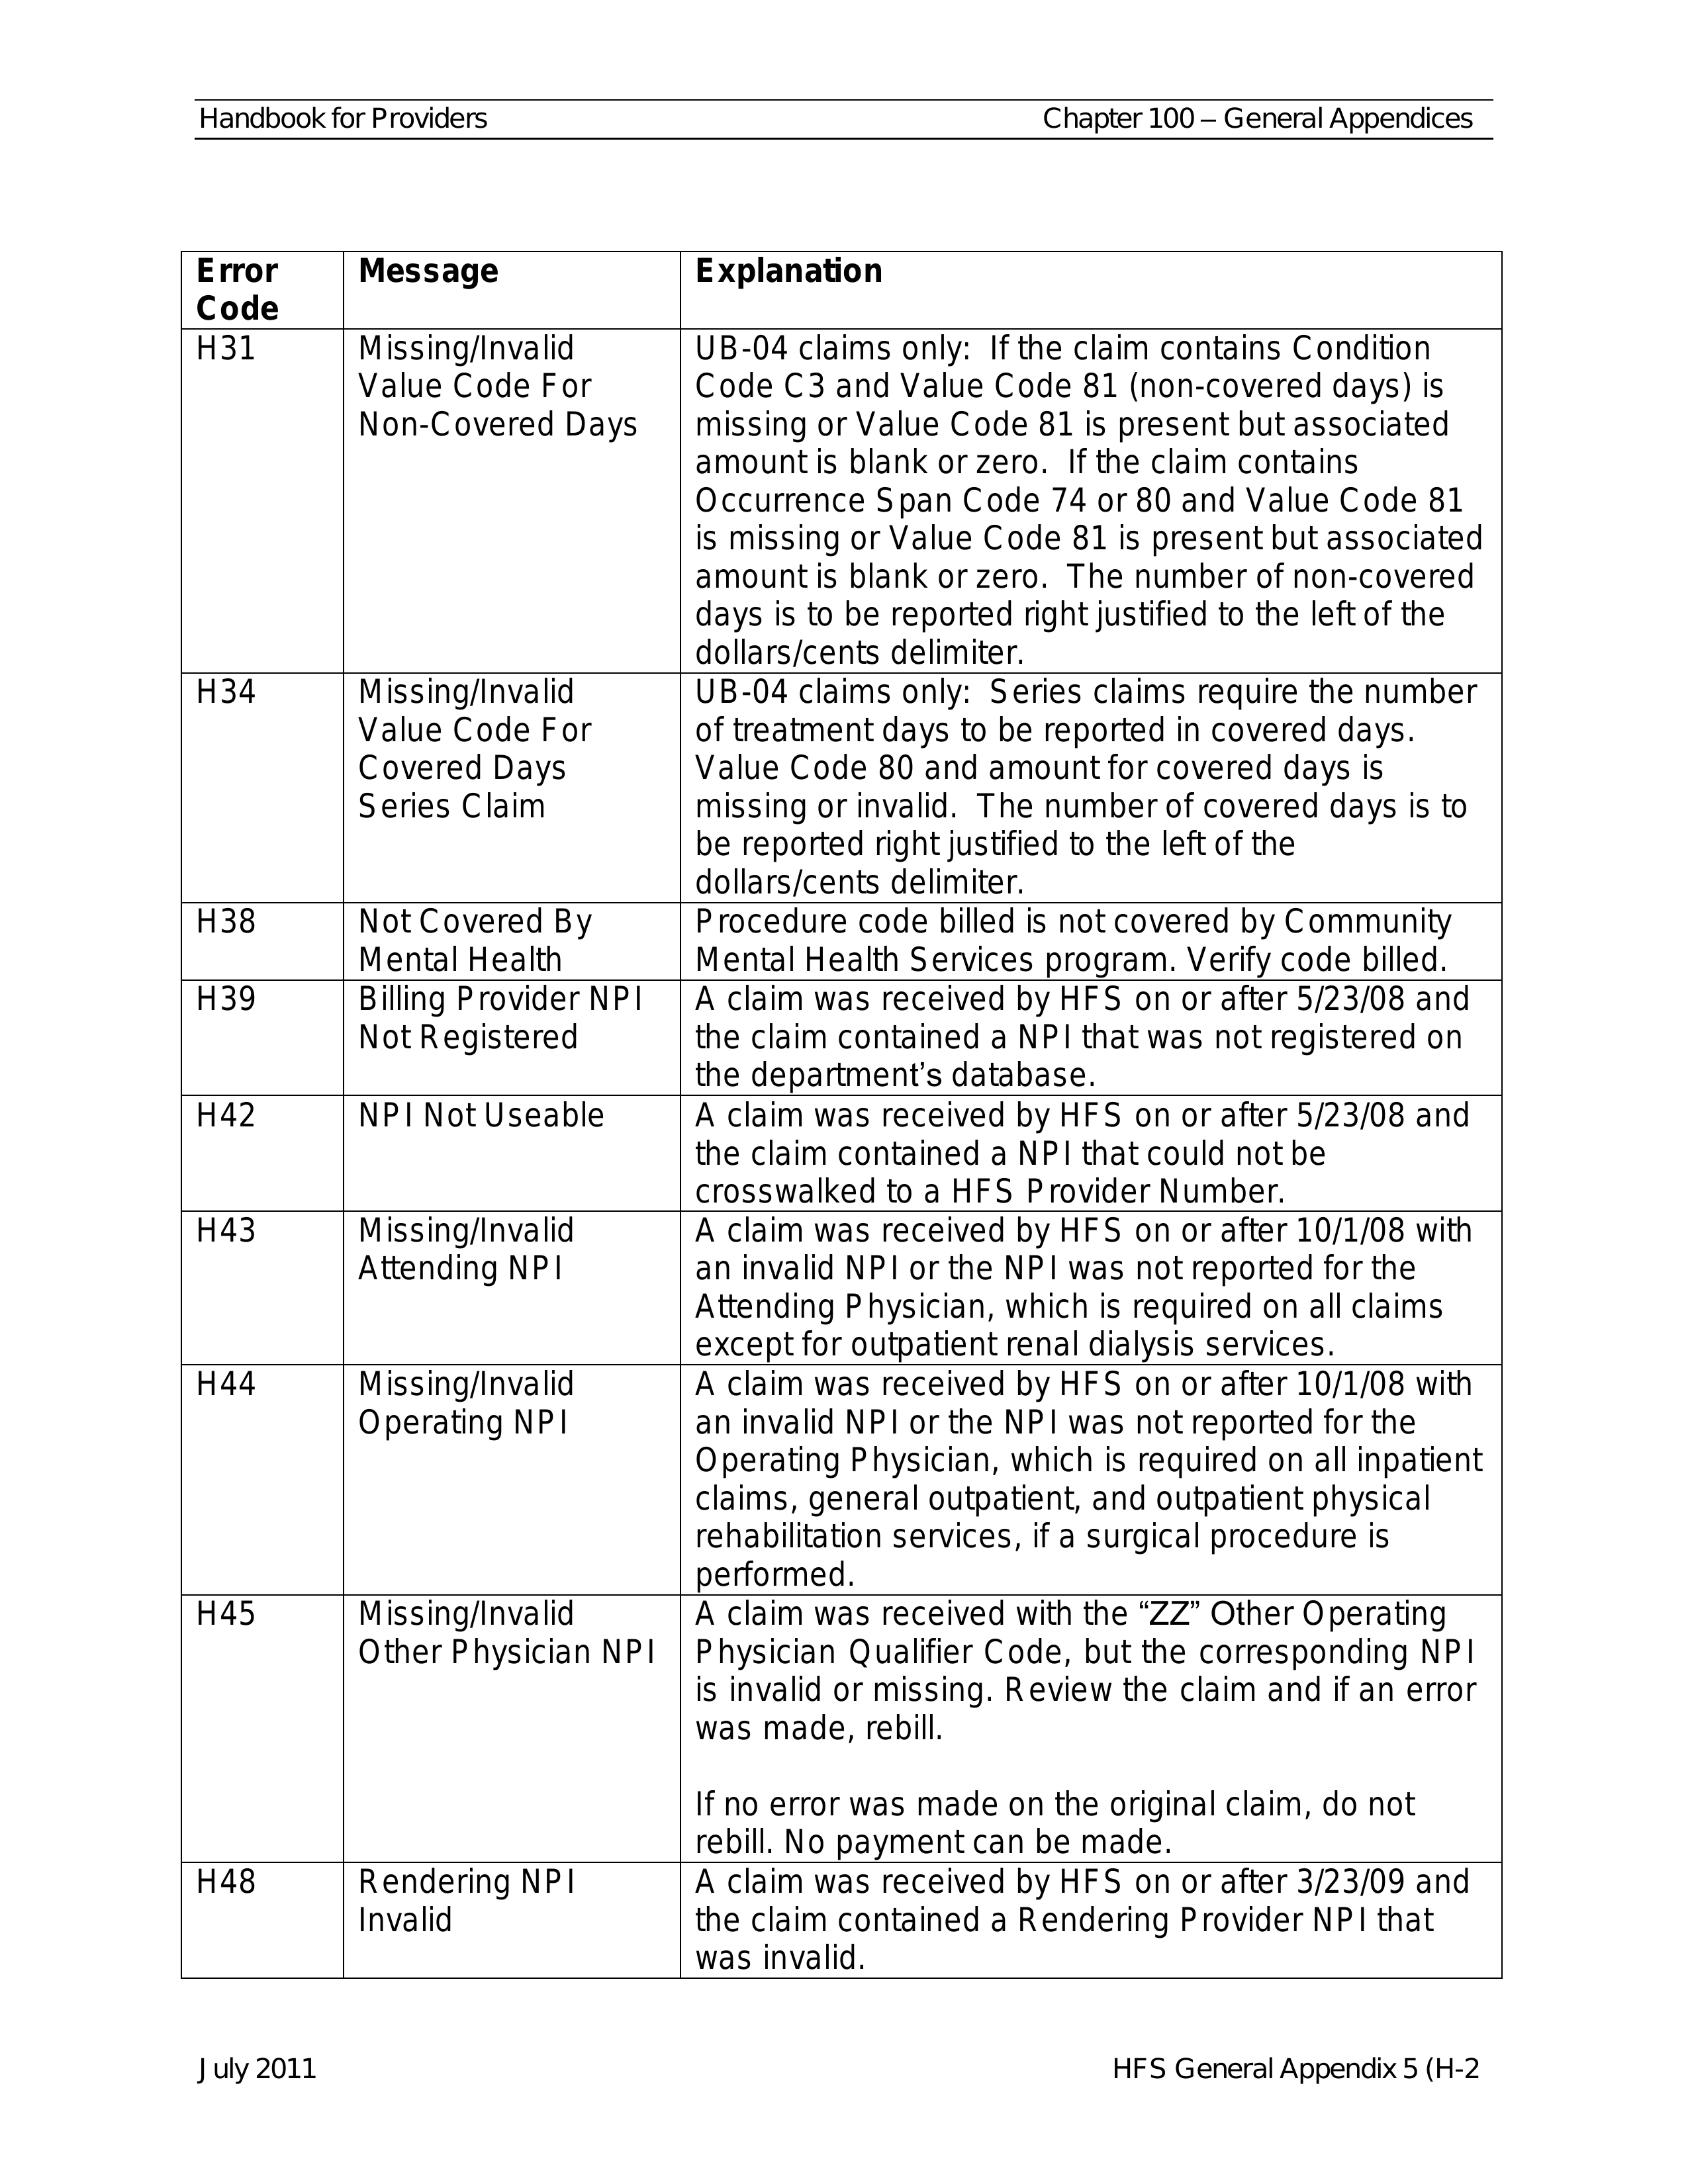 Handbook for Providers Chapter 100 – General Appendices
Error Code
Message
Explanation
H31
Missing/Invalid
Value Code For
Non-Covered Days
UB-04 claims only:  If the claim contains Condition
Code C3 and Value Code 81 (non-covered days) is
missing or Value Code 81 is present but associated
amount is blank or zero.  If the claim contains
Occurrence Span Code 74 or 80 and Value Code 81
is missing or Value Code 81 is present but associated
amount is blank or zero.  The number of non-covered
days is to be reported right justified to the left of the
dollars/cents delimiter.
H34
Missing/Invalid
Value Code For
Covered Days
Series Claim
UB-04 claims only:  Series claims require the number
of treatment days to be reported in covered days.
Value Code 80 and amount for covered days is
missing or invalid.  The number of covered days is to
be reported right justified to the left of the
dollars/cents delimiter.
H38
Not Covered By
Mental Health
Procedure code billed is not covered by Community
Mental Health Services program. Verify code billed.
H39
Billing Provider NPI
Not Registered
A claim was received by HFS on or after 5/23/08 and
the claim contained a NPI that was not registered on
the department’s database.
H42
NPI Not Useable
A claim was received by HFS on or after 5/23/08 and
the claim contained a NPI that could not be
crosswalked to a HFS Provider Number.
H43
Missing/Invalid
Attending NPI
A claim was received by HFS on or after 10/1/08 with
an invalid NPI or the NPI was not reported for the
Attending Physician, which is required on all claims
except for outpatient renal dialysis services.
H44
Missing/Invalid
Operating NPI
A claim was received by HFS on or after 10/1/08 with
an invalid NPI or the NPI was not reported for the
Operating Physician, which is required on all inpatient
claims, general outpatient, and outpatient physical
rehabilitation services, if a surgical procedure is
performed.
H45
Missing/Invalid
Other Physician NPI
A claim was received with the “ZZ” Other Operating
Physician Qualifier Code, but the corresponding NPI
is invalid or missing. Review the claim and if an error
was made, rebill.
If no error was made on the original claim, do not
rebill. No payment can be made.
H48
Rendering NPI
Invalid
A claim was received by HFS on or after 3/23/09 and
the claim contained a Rendering Provider NPI that
was invalid.
July 2011 HFS General Appendix 5 (H-2